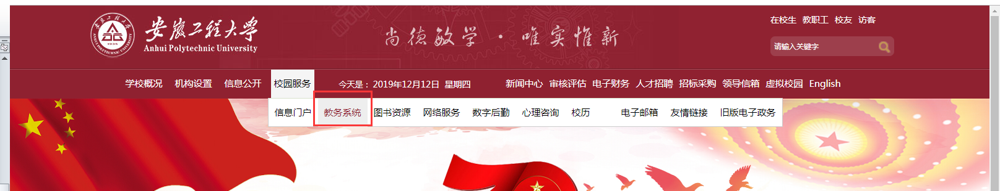 安徽工程大学
Anhui Polytechnic University
尚德敏学·唯实惟新
在校生 教职工 校友 访客
请输入关键字
学校概况 机构设置 信息公开 校园服务 今天是： 2019年12月12日 星期四 新闻中心 审核评估 电子财务 人才招聘 招标采购 领导信箱 虚拟校园 English
信息门户 教务系统 图书资源 网络服务 数字后勤 心理咨询 校历 电子邮箱 友情链接 旧版电子政务